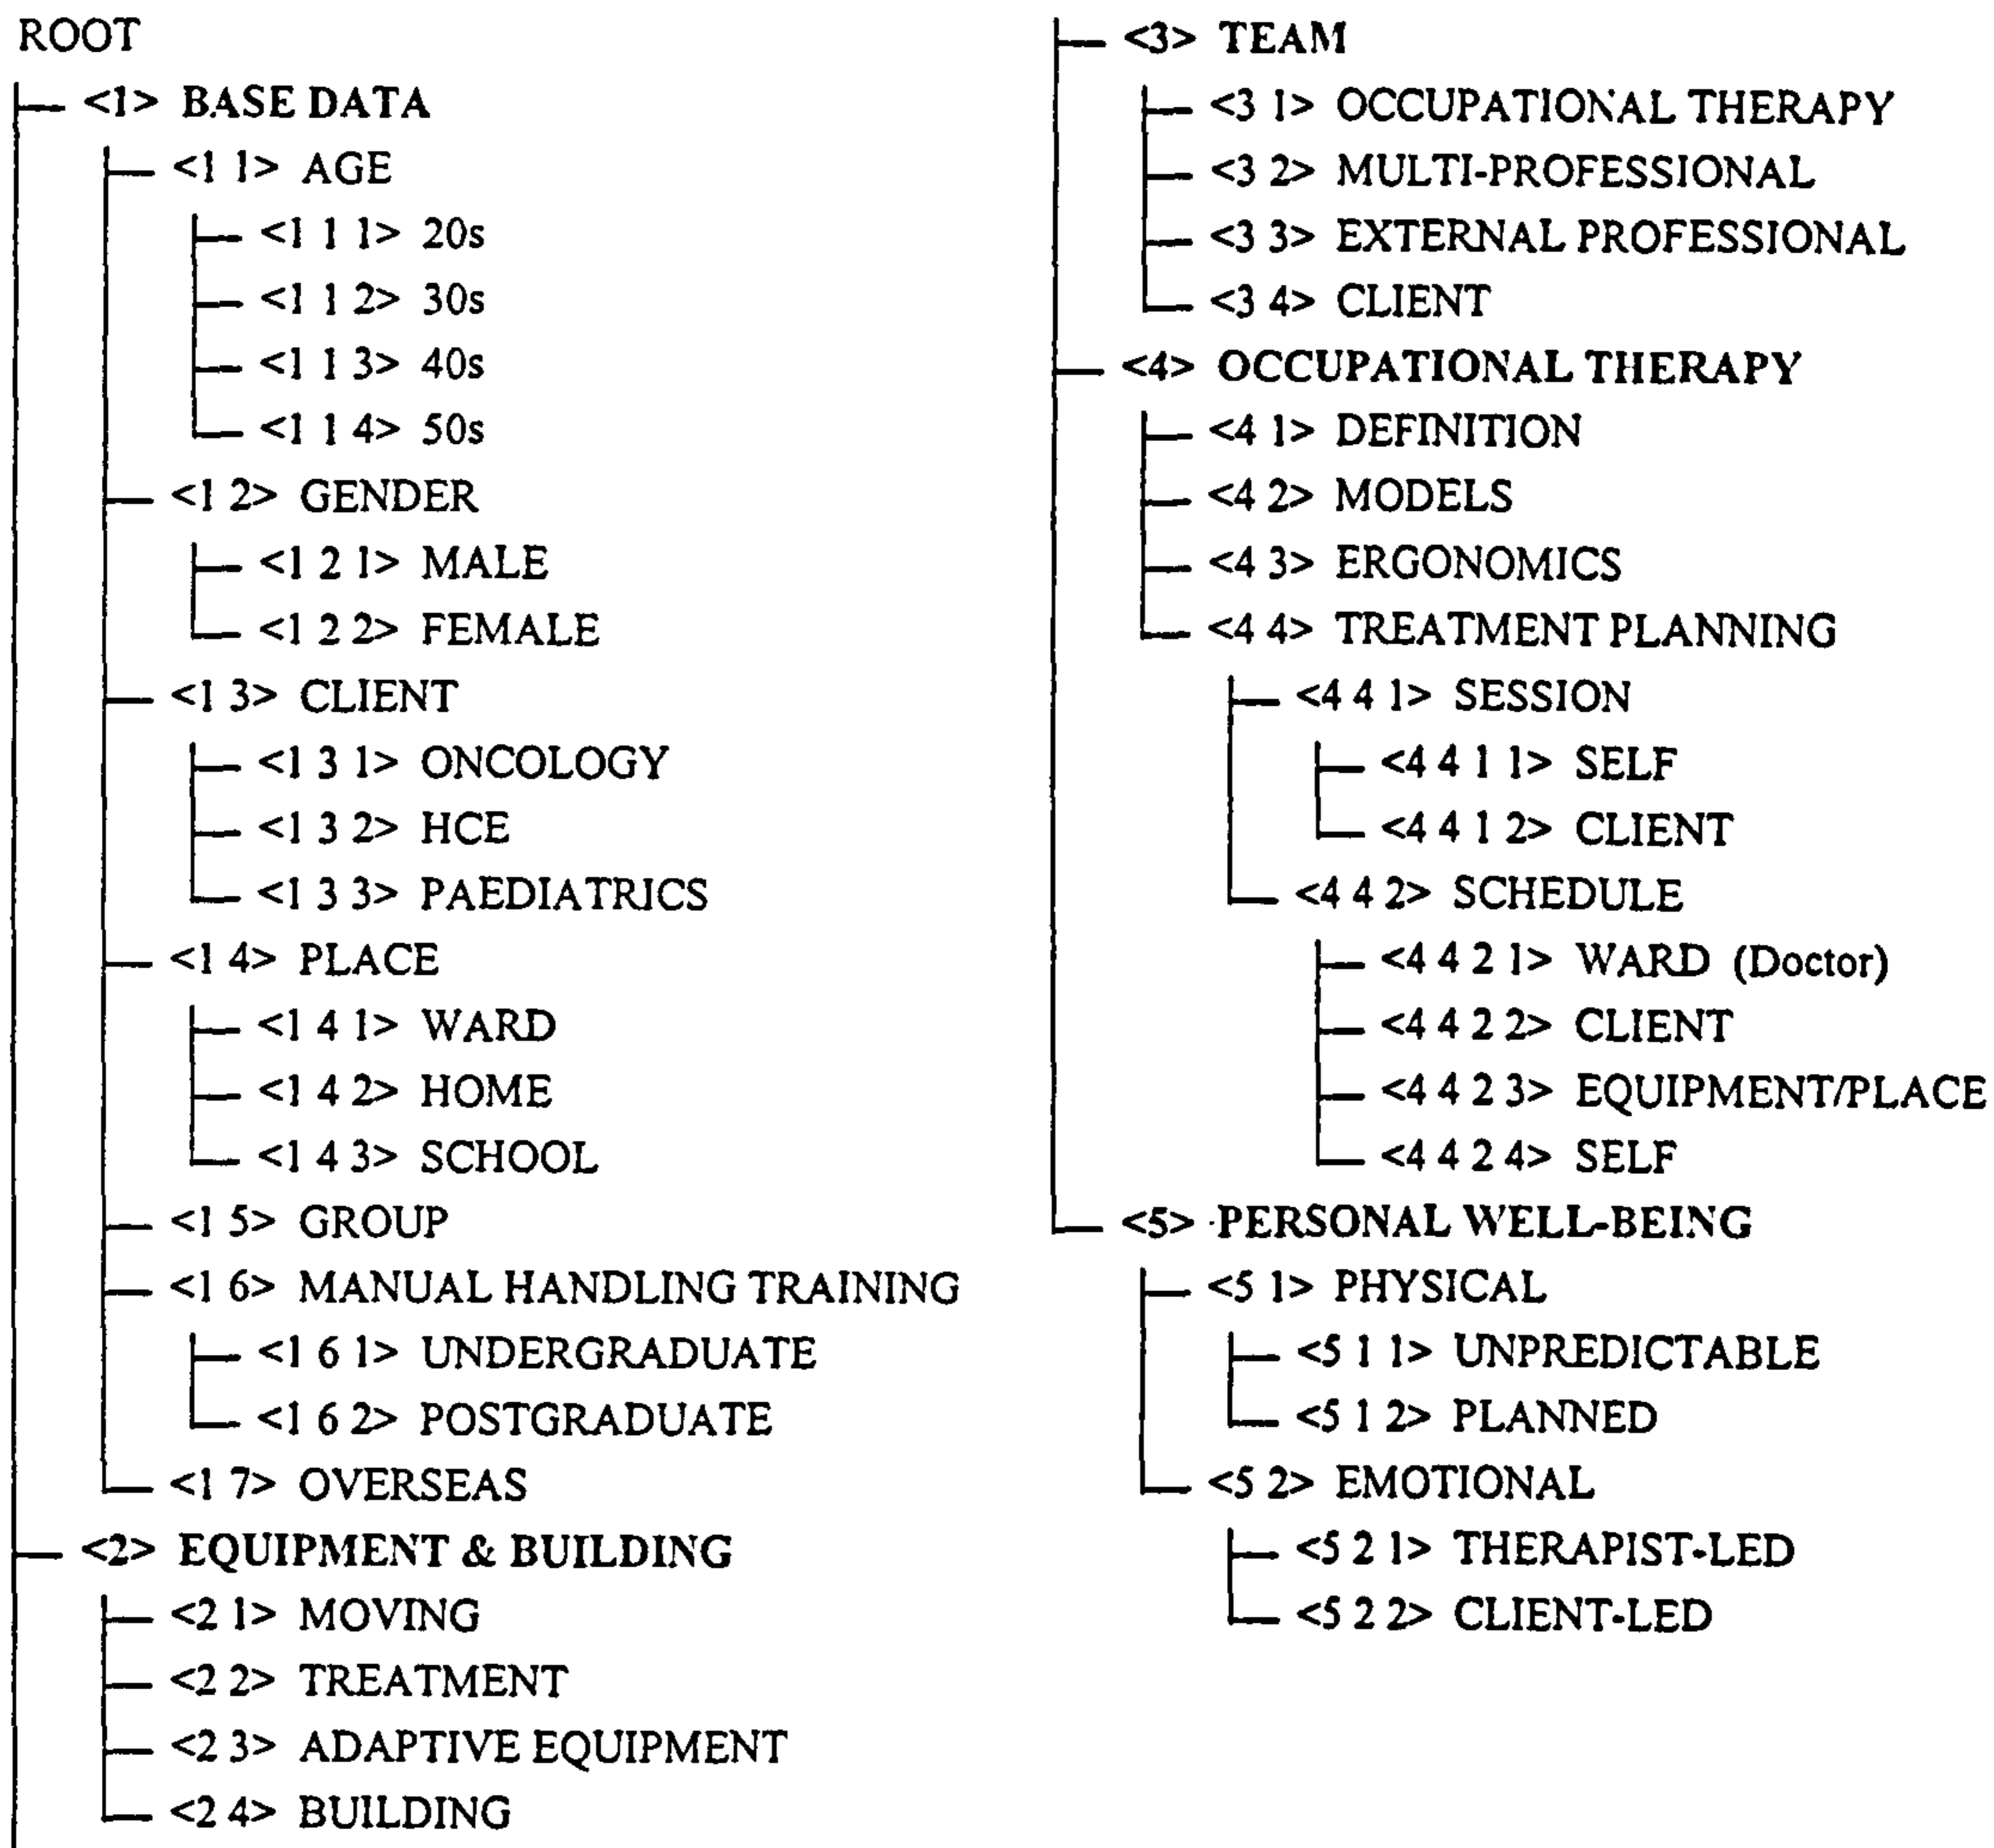 ROOT
<1> BASE DATA
<1 1> AGE
<1 1 1> 20s
<1 1 2> 30s
<1 1 3> 40s
<1 1 4> 50s
<1 2> GENDER
<1 2 1> MALE
<1 2 2> FEMALE
<1 3> CLIENT
<1 3 1> ONCOLOGY
<1 3 2> HCE
<1 3 3> PAEDIATRICS
<1 4> PLACE
<1 4 1> WARD
<1 4 2> HOME
<1 4 3> SCHOOL
<1 5> GROUP
<1 6> MANUAL HANDLING TRAINING
<1 6 1> UNDERGRADUATE
<1 6 2> POSTGRADUATE
<1 7> OVERSEAS
<2> EQUIPMENT & BUILDING
<2 1> MOVING
<2 2> TREATMENT
<2 3> ADAPTIVE EQUIPMENT
<2 4> BUILDING
<3> TEAM
<3 1> OCCUPATIONAL THERAPY
<3 2> MULTI-PROFESSIONAL
<3 3> EXTERNAL PROFESSIONAL
<3 4> CLIENT
<4> OCCUPATIONAL THERAPY
<4 1> DEFINITION
<4 2> MODELS
<4 3> ERGONOMICS
<4 4> TREATMENT PLANNING
<4 4 1> SESSION
<4 4 1 1> SELF
<4 4 1 2> CLIENT
<4 4 2> SCHEDULE
<4 4 2 1> WARD (Doctor)
<4 4 2 2> CLIENT
<4 4 2 3> EQUIPMENT/PLACE
<4 4 2 4> SELF
<5> PERSONAL WELL-BEING
<5 1> PHYSICAL
<5 1 1> UNPREDICTABLE
<5 1 2> PLANNED
<5 2> EMOTIONAL
<5 2 1> THERAPIST-LED
<5 2 2> CLIENT-LED